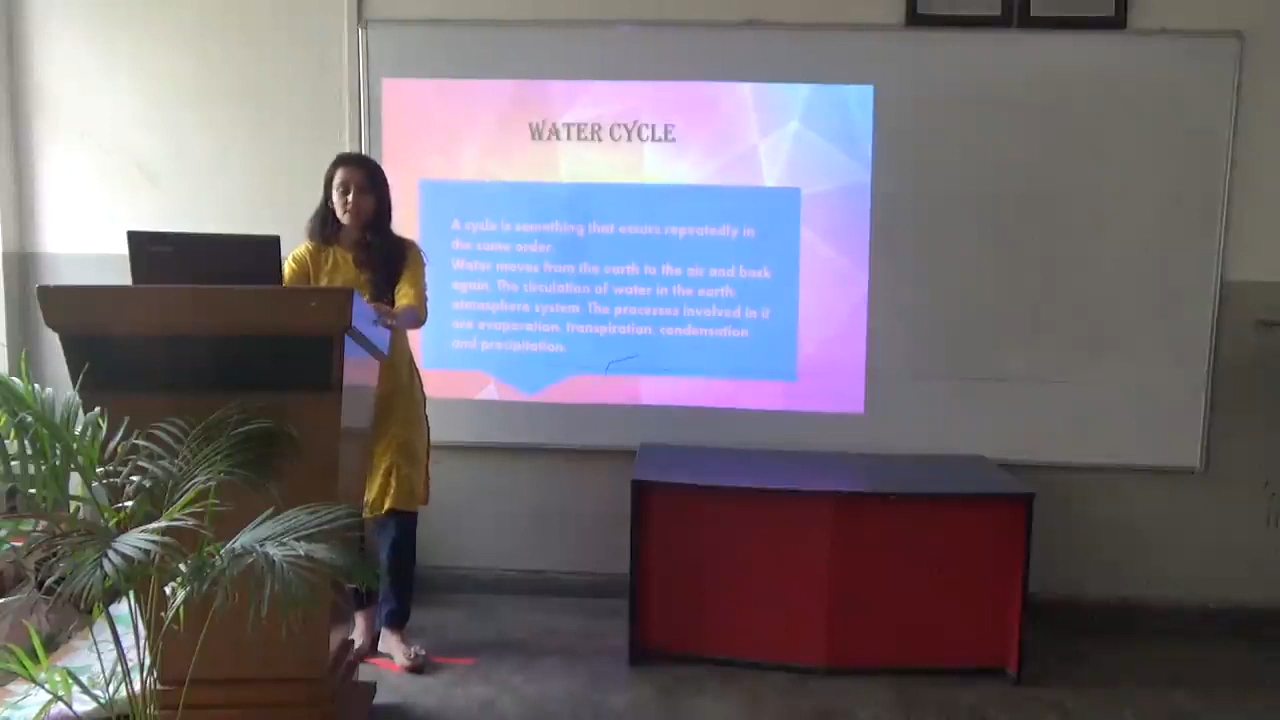 WATER CYCLE
A cycle is something that occurs repeatedly in
the same order.
Water moves from the earth to the air and back
again. The circulation of water in the earth
atmosphere system. The processes involved in it
are evaporation, transpiration, condensation
and precipitation.